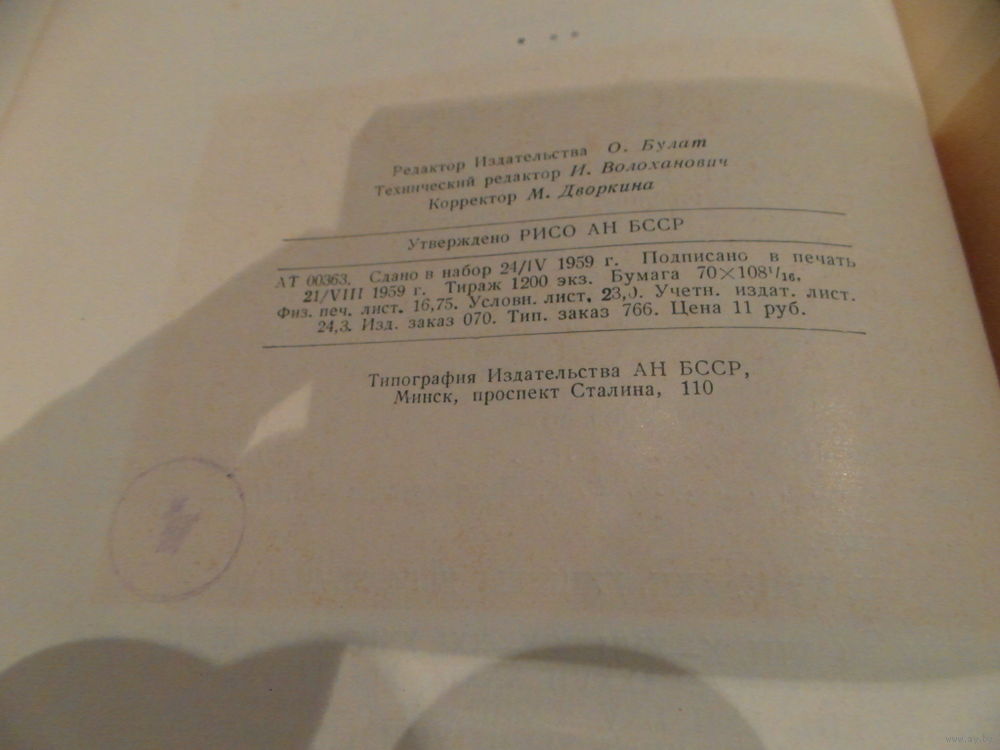 Редактор Издательства О. Булат
Технический редактор И. Волоханович
Корректор М. Дворкина
Утверждено РИСО АН БССР
АТ 00363. Сдано в набор 24/IV 1959 г. Подписано в печать
21/VIII 1959 г. Тираж 1200 экз. Бумага 70×108¹/₁₆.
Физ. печ. лист. 16,75. Условн. лист. 23,0. Учетн. издат. лист.
24,3. Изд. заказ 070. Тип. заказ 766. Цена 11 руб.
Типография Издательства АН БССР,
Минск, проспект Сталина, 110